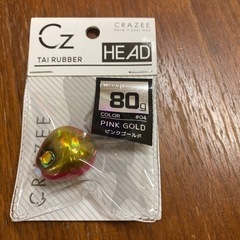 CRAZEE
Cz
TAI RUBBER
HEAD
80g
COLOR #04
PINK GOLD
ピンクゴールド
CRAZEE